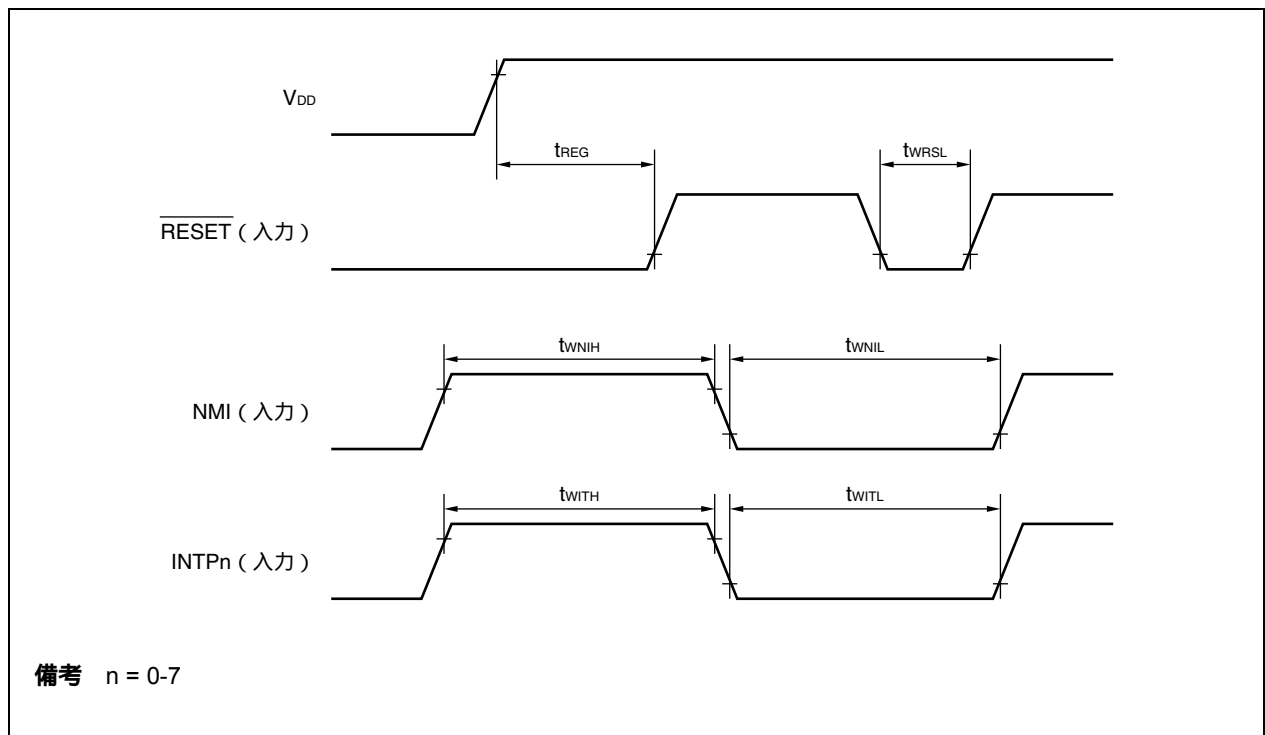 VDD
tREG
tWRSL
RESET（入力）
tWNIH
tWNIL
NMI（入力）
tWITH
tWITL
INTPn（入力）
備考 n = 0-7